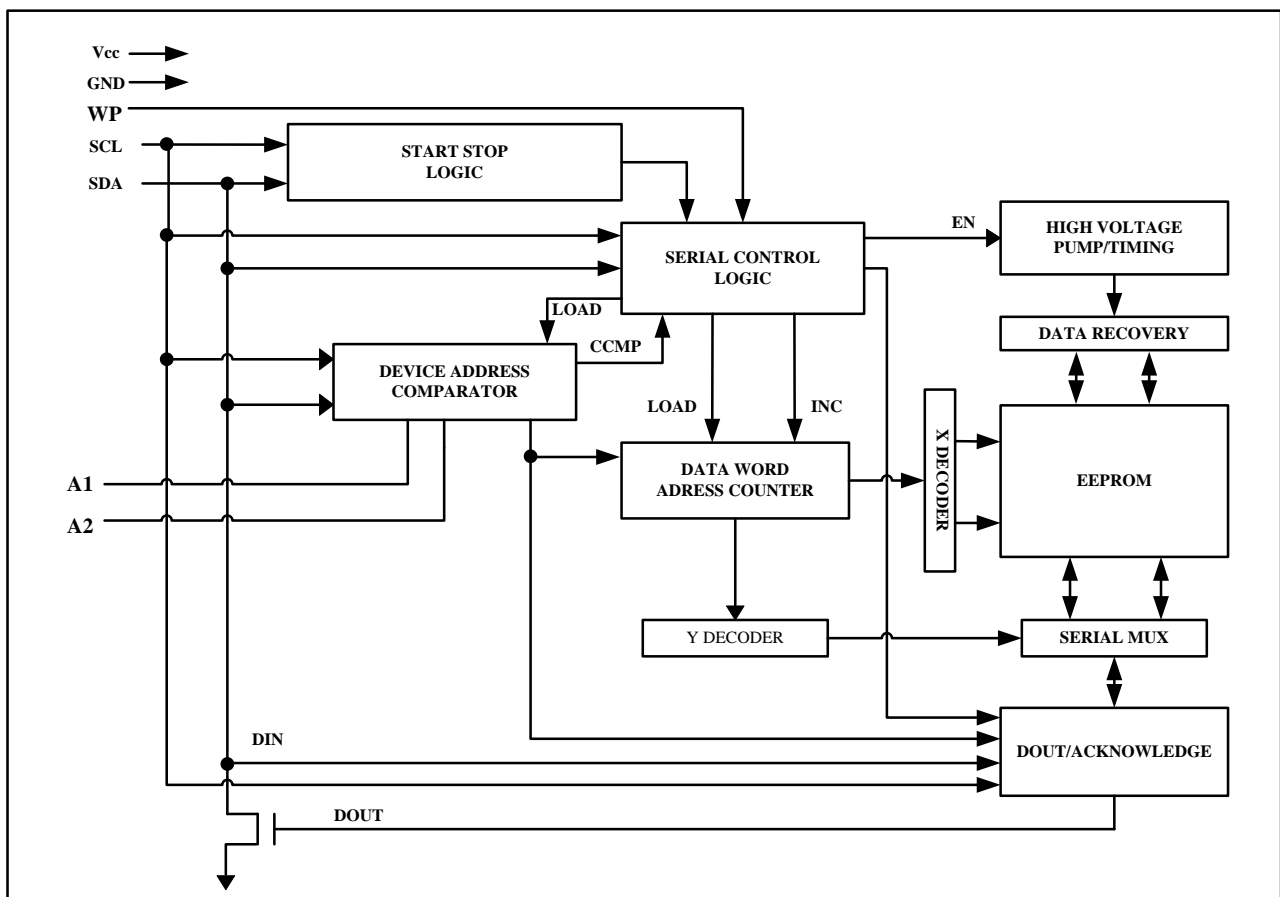 Vcc
GND
WP
SCL
SDA
START STOP
LOGIC
EN
HIGH VOLTAGE
PUMP/TIMING
SERIAL CONTROL
LOGIC
LOAD
CCMP
DATA RECOVERY
DEVICE ADDRESS
COMPARATOR
LOAD
INC
X DECODER
A1
A2
DATA WORD
ADRESS COUNTER
EEPROM
Y DECODER
SERIAL MUX
DIN
DOUT/ACKNOWLEDGE
DOUT